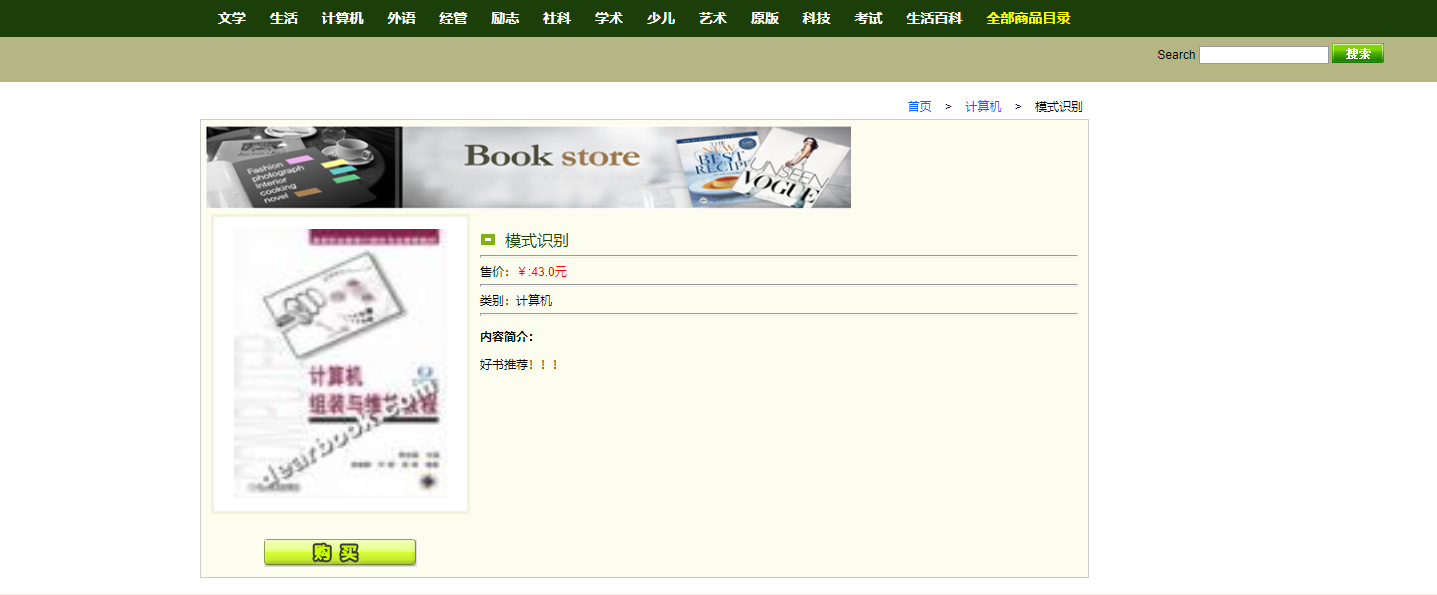 文学 生活 计算机 外语 经管 励志 社科 学术 少儿 艺术 原版 科技 考试 生活百科 全部商品目录
Search 搜索
首页 > 计算机 > 模式识别
Fashion
photograph
interior
cooking
novel
Book store
THE
NEW
BEST
RECIPE
UNSEEN
VOGUE
模式识别
售价：￥:43.0元
类别：计算机
内容简介：
好书推荐！！！
计算机
组装与维护教程
dearbook.com
购买